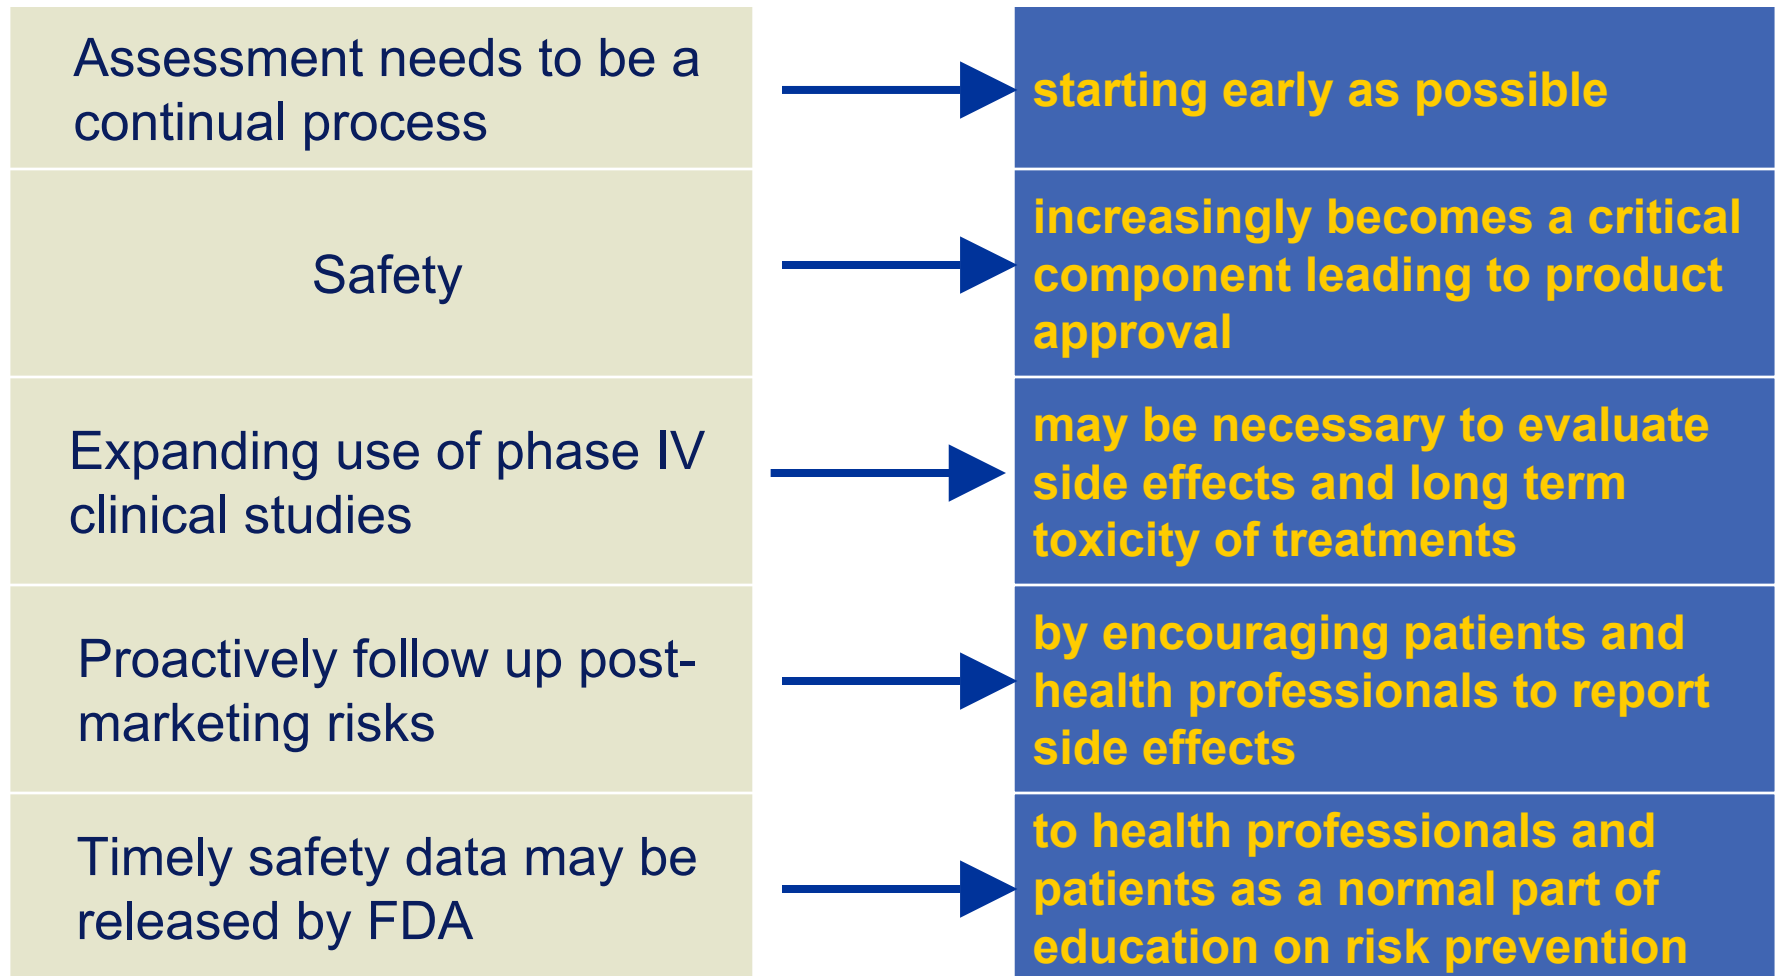 Assessment needs to be a
continual process
starting early as possible
Safety
increasingly becomes a critical
component leading to product
approval
Expanding use of phase IV
clinical studies
may be necessary to evaluate
side effects and long term
toxicity of treatments
Proactively follow up post-
marketing risks
by encouraging patients and
health professionals to report
side effects
Timely safety data may be
released by FDA
to health professionals and
patients as a normal part of
education on risk prevention